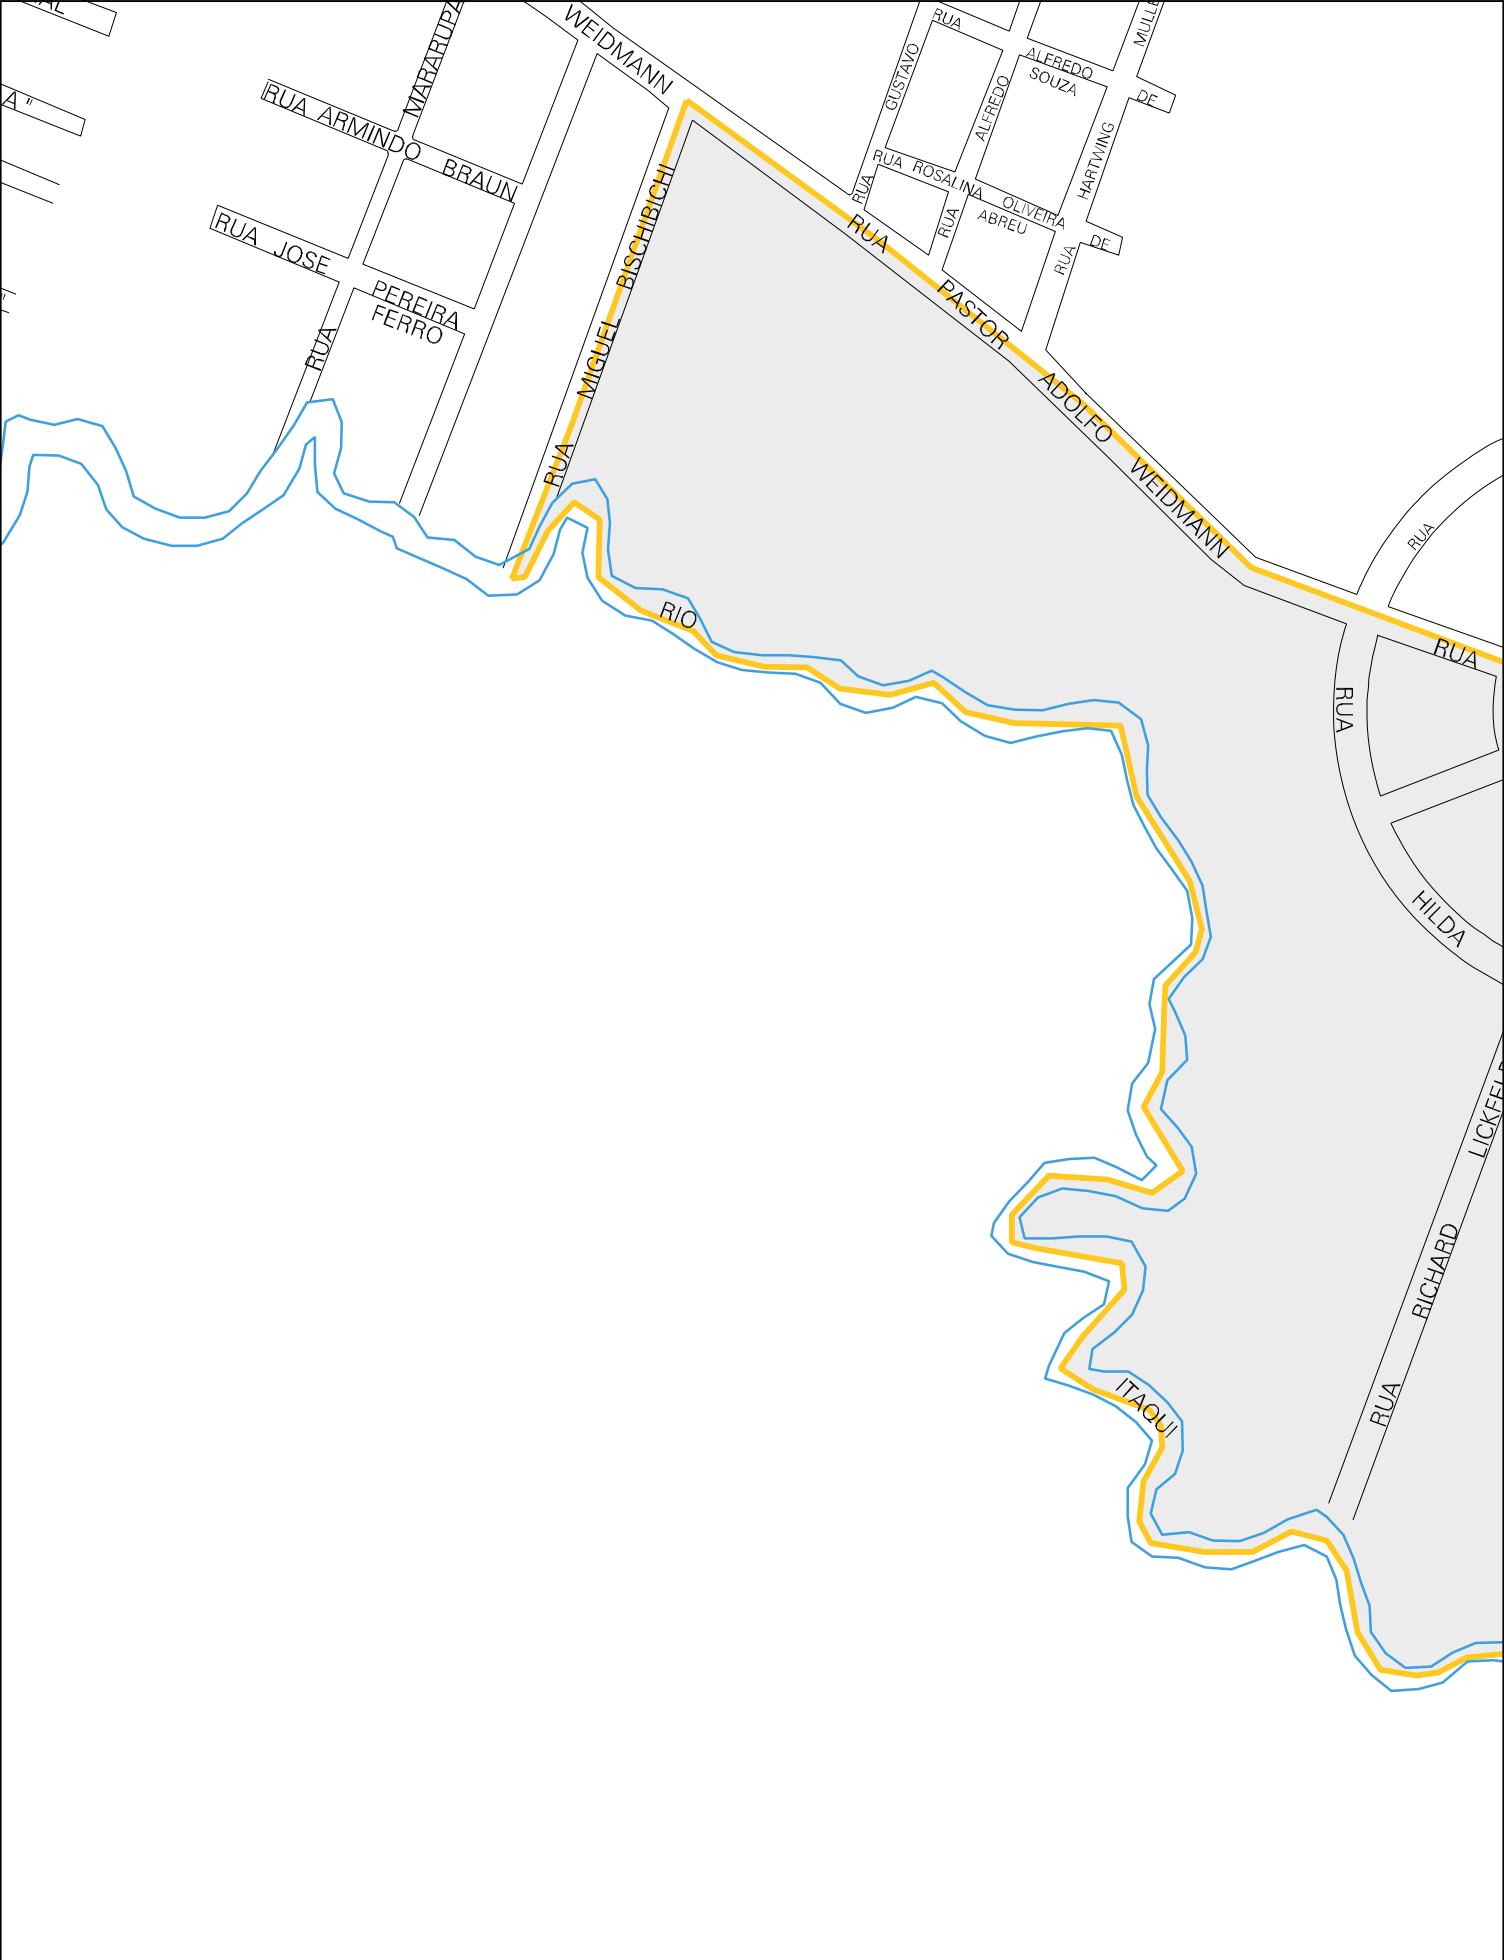 WEIDMANN
MARARUPA
RUA ARMINDO BRAUN
RUA JOSE PEREIRA
FERRO
RUA
A "
RUA MIGUEL BISCHIBICHI
RUA
GUSTAVO
RUA
ALFREDO
SOUZA
DE
ALFREDO
RUA
HARTWING
RUA
RUA ROSALINA OLIVEIRA
ABREU
DE
RUA PASTOR ADOLFO WEIDMANN
RUA
RUA
RUA
HILDA
RIO
ITAQUI
RUA RICHARD